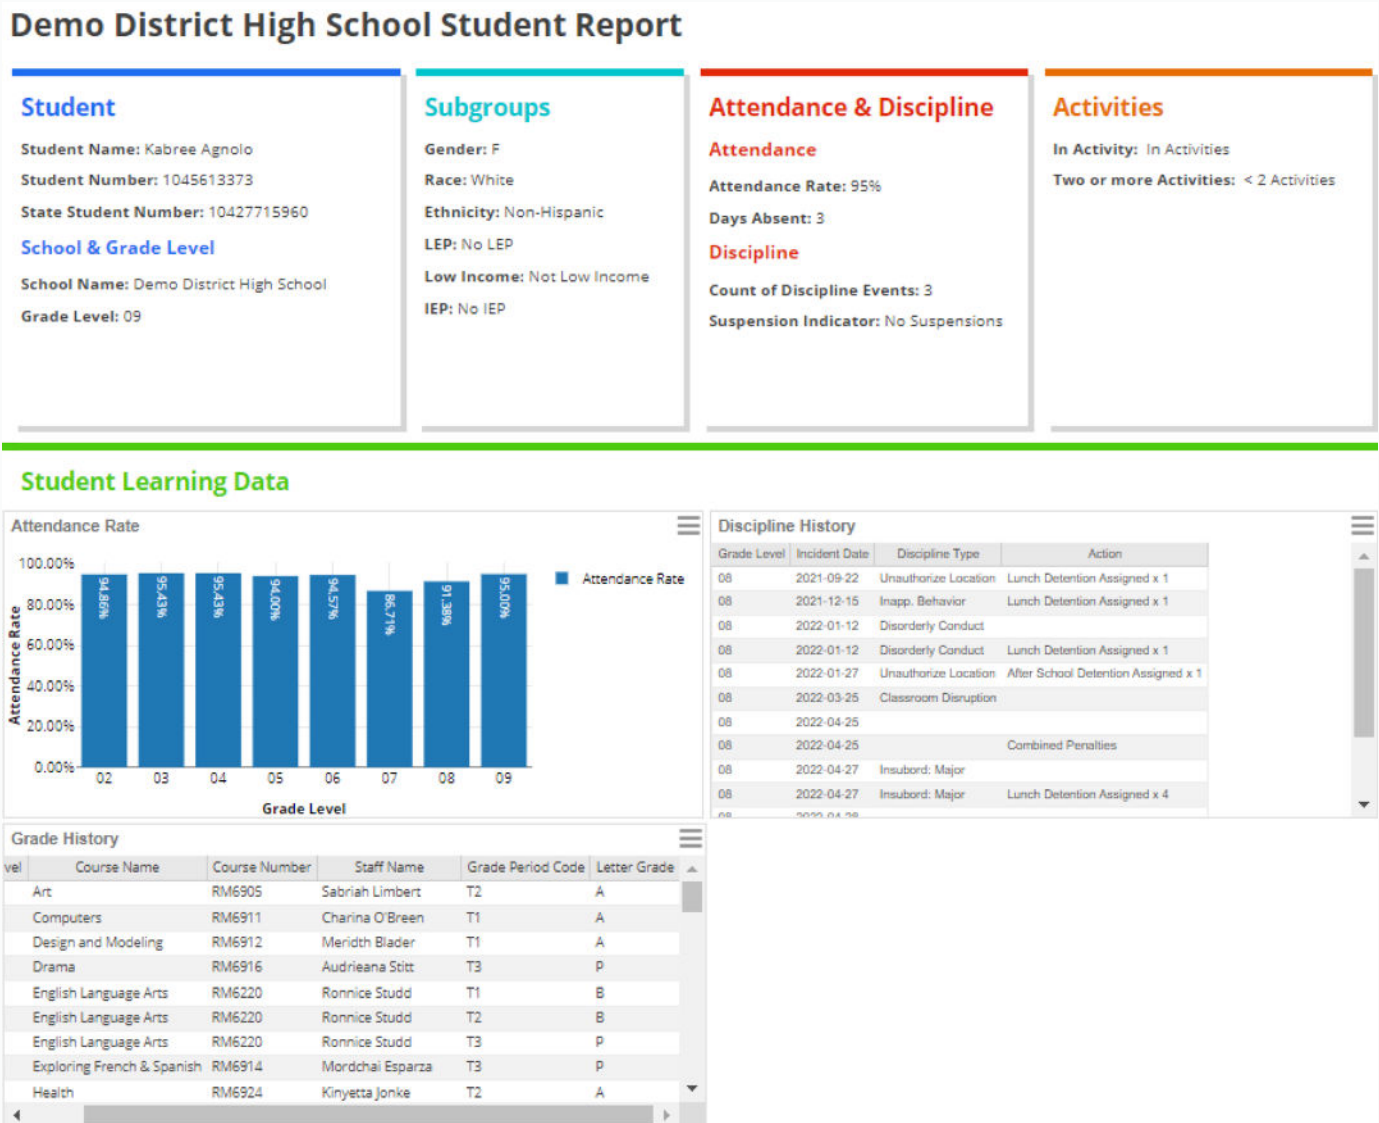 Demo District High School Student Report
Student
Student Name: Kabree Agnolo
Student Number: 1045613373
State Student Number: 10427715960
School & Grade Level
School Name: Demo District High School
Grade Level: 09
Subgroups
Gender: F
Race: White
Ethnicity: Non-Hispanic
LEP: No LEP
Low Income: Not Low Income
IEP: No IEP
Attendance & Discipline
Attendance
Attendance Rate: 95%
Days Absent: 3
Discipline
Count of Discipline Events: 3
Suspension Indicator: No Suspensions
Activities
In Activity: In Activities
Two or more Activities: < 2 Activities
Student Learning Data
Attendance Rate
100.00%
80.00%
60.00%
40.00%
20.00%
0.00%
Attendance Rate
94.86% 95.43% 95.43% 94.00% 94.57% 86.71% 91.38% 95.00%
02 03 04 05 06 07 08 09
Grade Level
Attendance Rate
Discipline History
Grade Level Incident Date Discipline Type Action
08 2021-09-22 Unauthorize Location Lunch Detention Assigned x 1
08 2021-12-15 Inapp. Behavior Lunch Detention Assigned x 1
08 2022-01-12 Disorderly Conduct
08 2022-01-12 Disorderly Conduct Lunch Detention Assigned x 1
08 2022-01-27 Unauthorize Location After School Detention Assigned x 1
08 2022-03-25 Classroom Disruption
08 2022-04-25
08 2022-04-25 Combined Penalties
08 2022-04-27 Insubord: Major
08 2022-04-27 Insubord: Major Lunch Detention Assigned x 4
Grade History
vel Course Name Course Number Staff Name Grade Period Code Letter Grade
Art RM6905 Sabriah Limbert T2 A
Computers RM6911 Charina O'Breen T1 A
Design and Modeling RM6912 Meridth Blader T1 A
Drama RM6916 Audrieana Stitt T3 P
English Language Arts RM6220 Ronnice Studd T1 B
English Language Arts RM6220 Ronnice Studd T2 B
English Language Arts RM6220 Ronnice Studd T3 P
Exploring French & Spanish RM6914 Mordchai Esparza T3 P
Health RM6924 Kinyetta Jonke T2 A